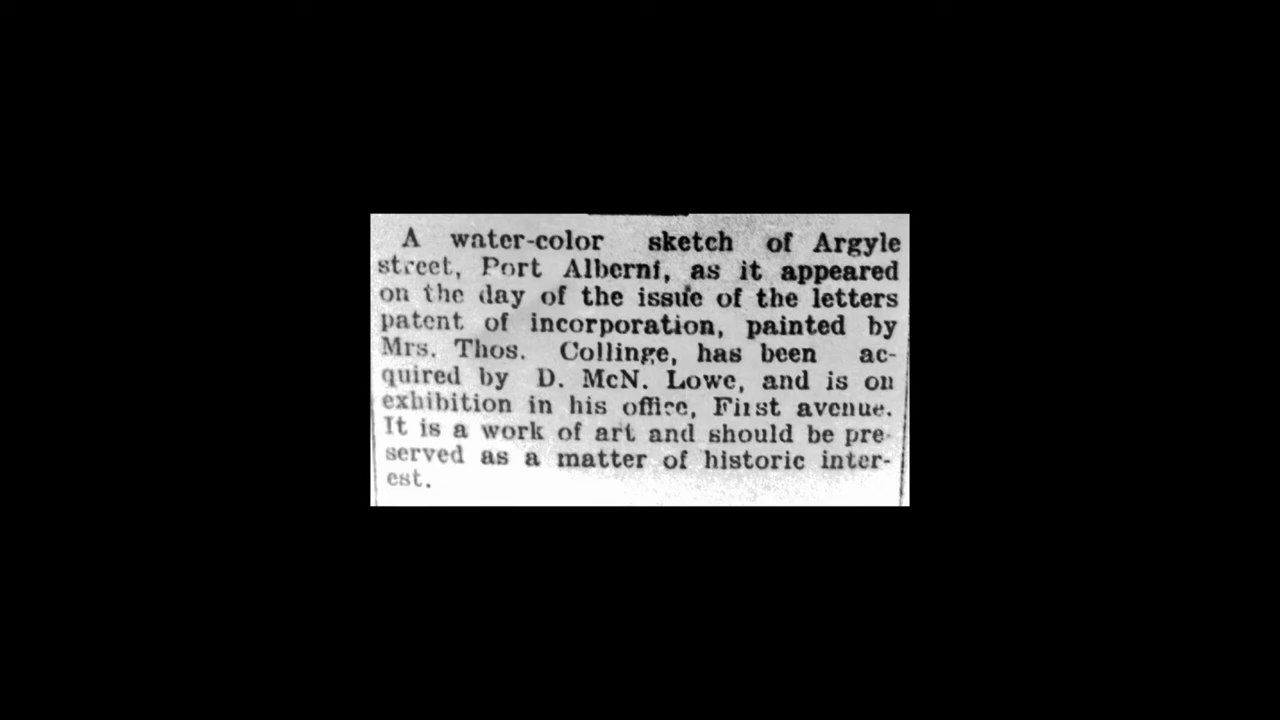 A water-color sketch of Argyle
street, Port Alberni, as it appeared
on the day of the issue of the letters
patent of incorporation, painted by
Mrs. Thos. Collinge, has been ac-
quired by D. McN. Lowe, and is on
exhibition in his office, First avenue.
It is a work of art and should be pre-
served as a matter of historic inter-
est.